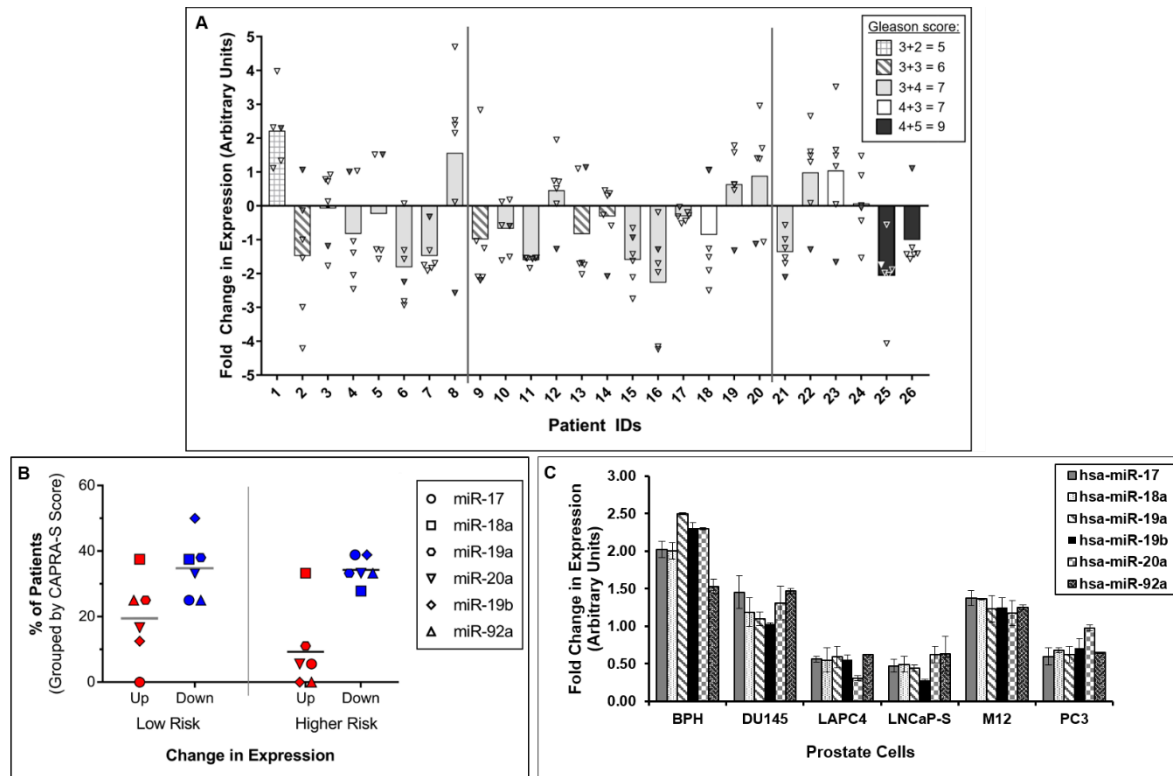 A
Fold Change in Expression (Arbitrary Units)
5
4
3
2
1
0
-1
-2
-3
-4
-5
1 2 3 4 5 6 7 8 9 10 11 12 13 14 15 16 17 18 19 20 21 22 23 24 25 26
Patient IDs
Gleason score:
3+2 = 5
3+3 = 6
3+4 = 7
4+3 = 7
4+5 = 9
B
% of Patients
(Grouped by CAPRA-S Score)
60
40
20
0
Up Down Up Down
Low Risk Higher Risk
Change in Expression
miR-17
miR-18a
miR-19a
miR-20a
miR-19b
miR-92a
C
Fold Change in Expression
(Arbitrary Units)
3.00
2.50
2.00
1.50
1.00
0.50
0.00
BPH DU145 LAPC4 LNCaP-S M12 PC3
Prostate Cells
hsa-miR-17
hsa-miR-18a
hsa-miR-19a
hsa-miR-19b
hsa-miR-20a
hsa-miR-92a